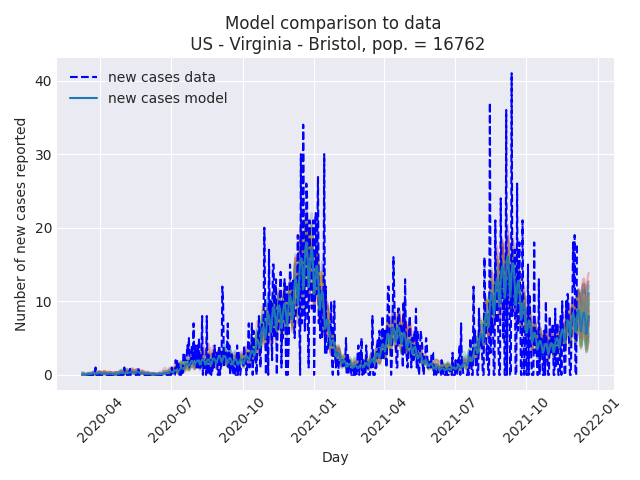 Model comparison to data
US - Virginia - Bristol, pop. = 16762
new cases data
new cases model
Number of new cases reported
40
30
20
10
0
2020-04
2020-07
2020-10
2021-01
2021-04
2021-07
2021-10
2022-01
Day